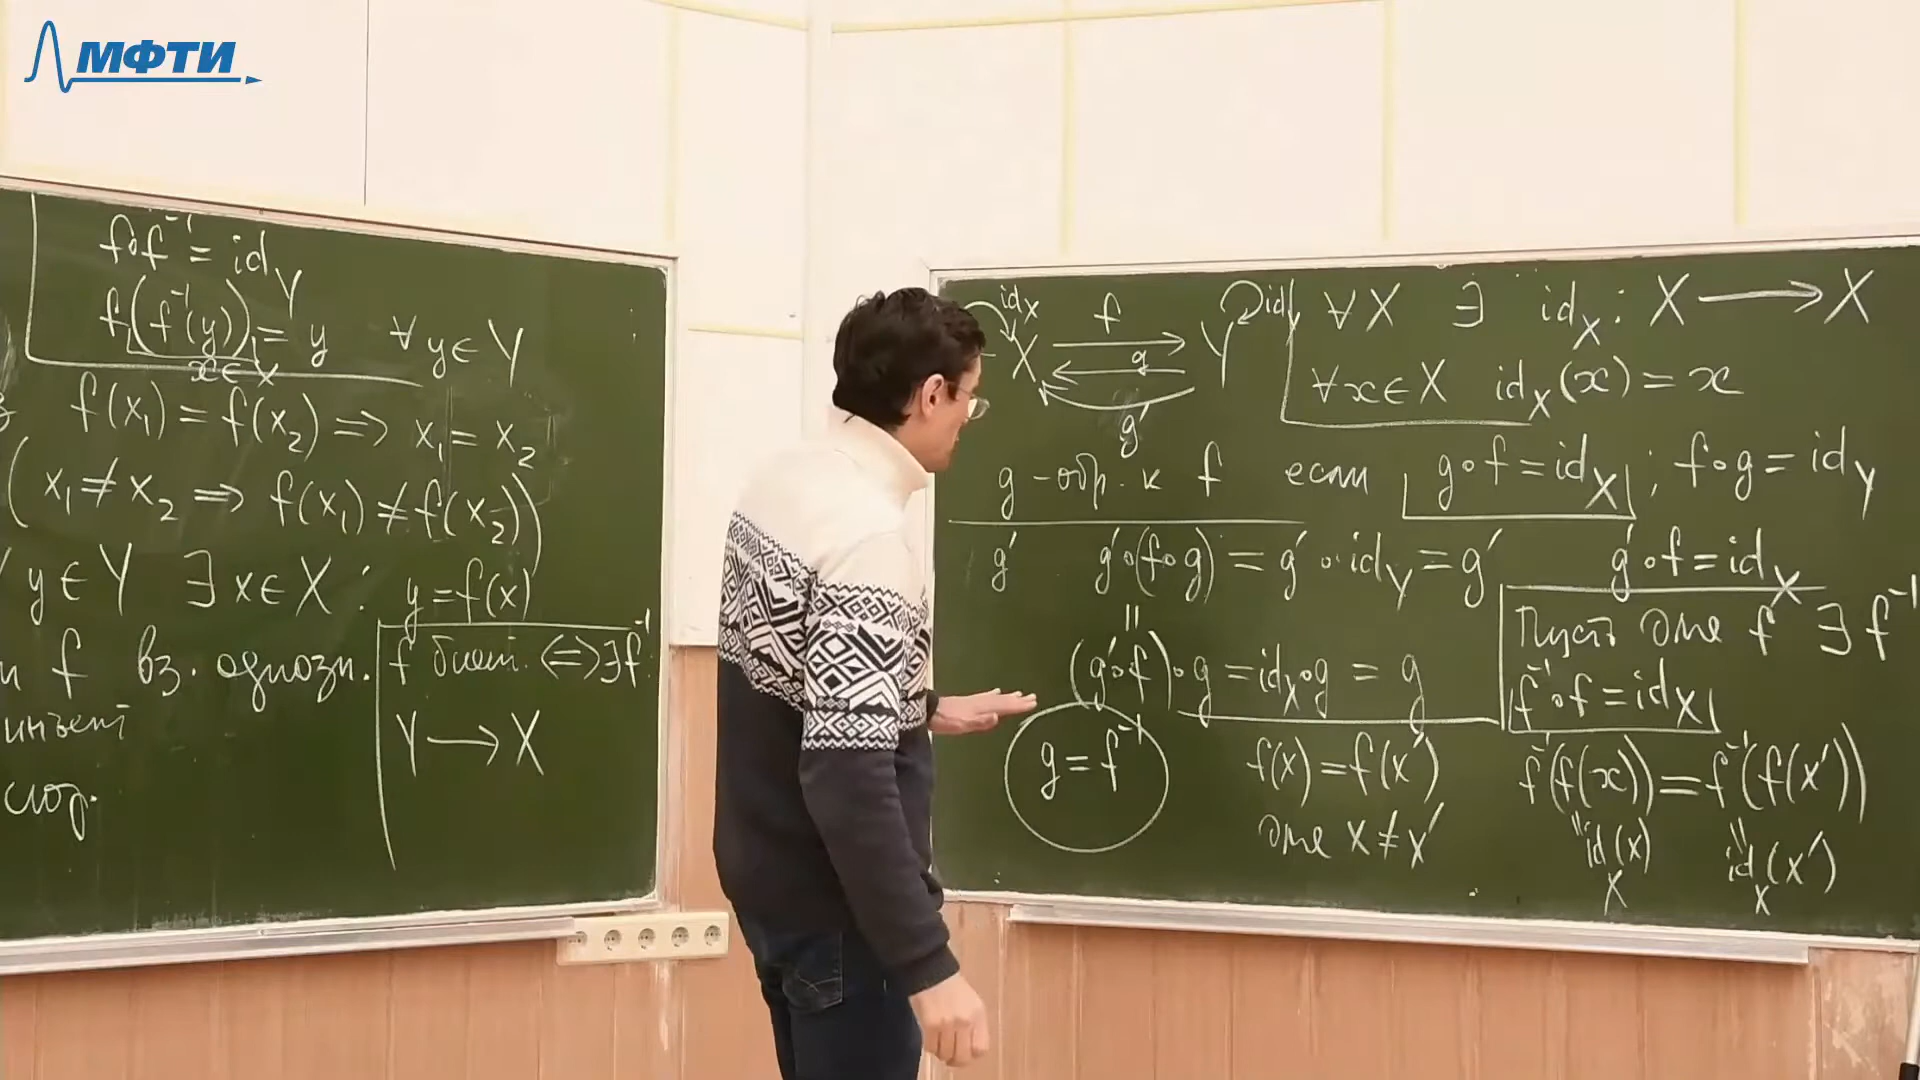 МФТИ
f∘f⁻¹ = id_Y
f(f⁻¹(y)) = y ∀ y ∈ Y
x ∈ X
f(x₁) = f(x₂) => x₁ = x₂
(x₁ ≠ x₂ => f(x₁) ≠ f(x₂))
y ∈ Y ∃ x ∈ X : y = f(x)
f вз. однозн.
инъект
сюр.
f биект. <=> ∃ f⁻¹
Y ⟶ X
id_X f id_Y
X g Y
g′
∀X ∃ id_X : X ⟶ X
∀x ∈ X id_X(x) = x
g – обр. к f если g∘f = id_X ; f∘g = id_Y
g′ g′∘(f∘g) = g′∘id_Y = g′ g′∘f = id_X
"
(g′∘f)∘g = id_X∘g = g
g = f⁻¹
Пусть для f ∃ f⁻¹
f⁻¹∘f = id_X
f(x) = f(x′)
для x ≠ x′
f⁻¹(f(x)) = f⁻¹(f(x′))
" "
id_X(x) id_X(x′)